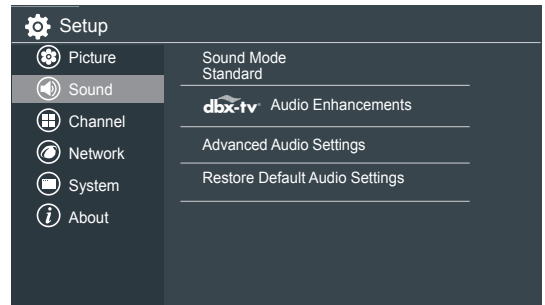 Setup
Picture
Sound
Channel
Network
System
About
Sound Mode
Standard
dbx-tv Audio Enhancements
Advanced Audio Settings
Restore Default Audio Settings